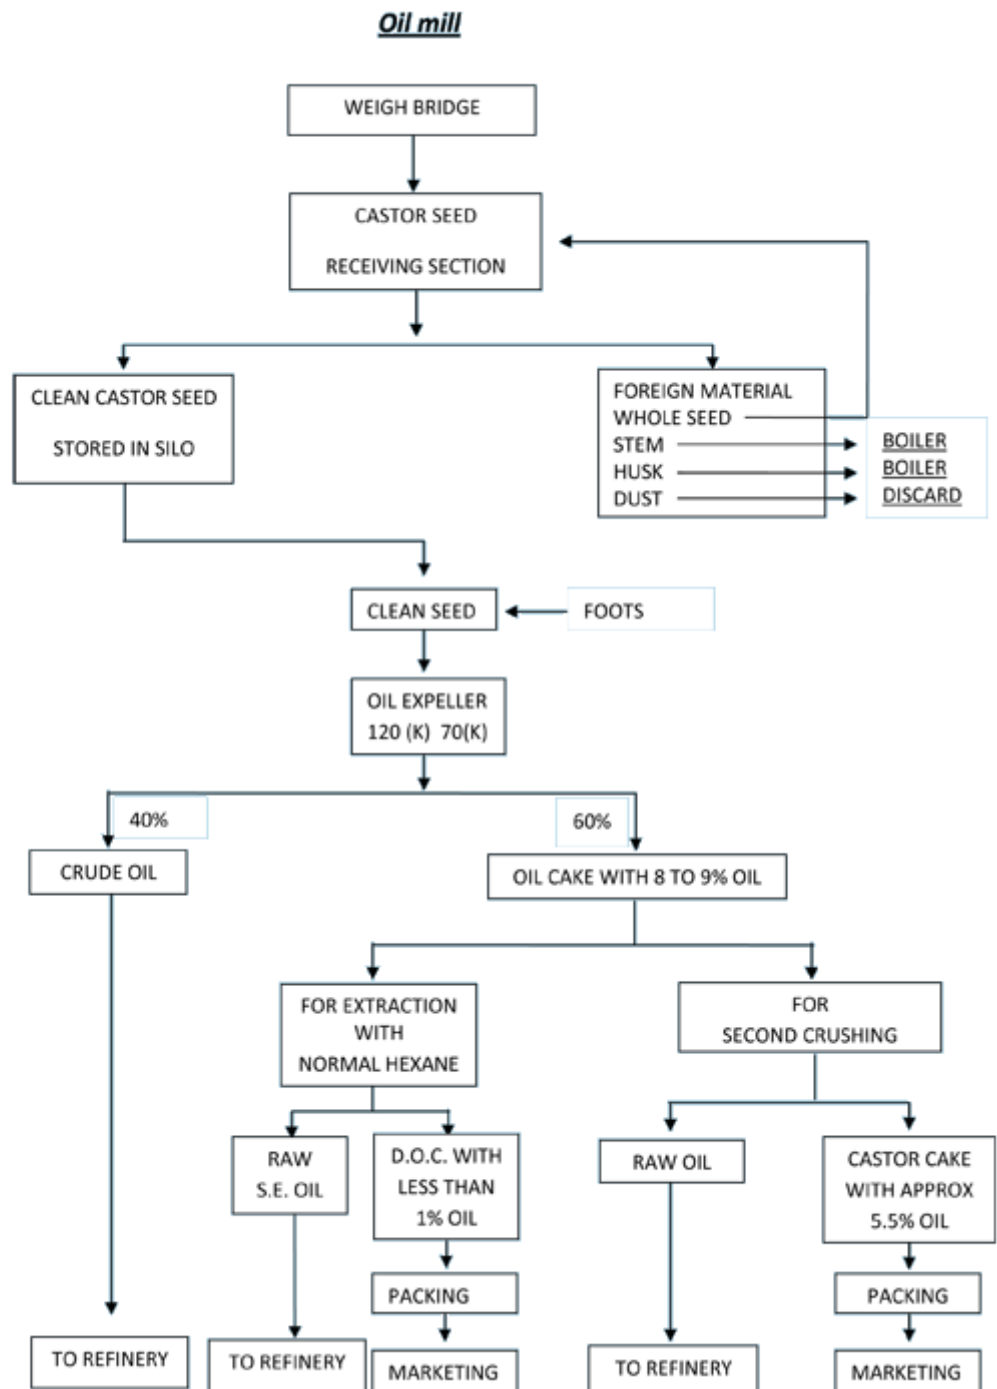 Oil mill
WEIGH BRIDGE
CASTOR SEED
RECEIVING SECTION
CLEAN CASTOR SEED
STORED IN SILO
FOREIGN MATERIAL
WHOLE SEED
STEM
HUSK
DUST
BOILER
BOILER
DISCARD
CLEAN SEED
FOOTS
OIL EXPELLER
120 (K) 70(K)
40%
60%
CRUDE OIL
OIL CAKE WITH 8 TO 9% OIL
FOR EXTRACTION
WITH
NORMAL HEXANE
FOR
SECOND CRUSHING
RAW
S.E. OIL
D.O.C. WITH
LESS THAN
1% OIL
RAW OIL
CASTOR CAKE
WITH APPROX
5.5% OIL
PACKING
PACKING
TO REFINERY
TO REFINERY
MARKETING
TO REFINERY
MARKETING